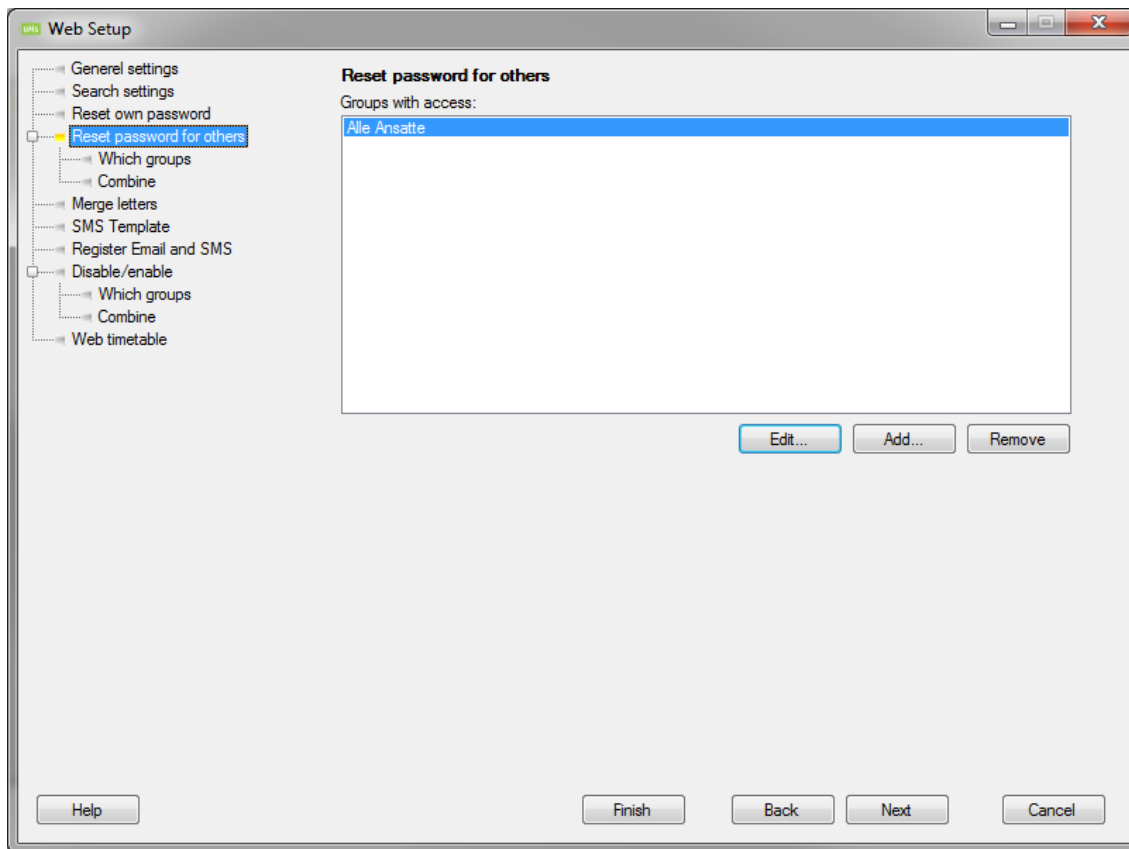 UMS Web Setup
Generel settings
Search settings
Reset own password
Reset password for others
Which groups
Combine
Merge letters
SMS Template
Register Email and SMS
Disable/enable
Which groups
Combine
Web timetable
Reset password for others
Groups with access:
Alle Ansatte
Edit... Add... Remove
Help Finish Back Next Cancel